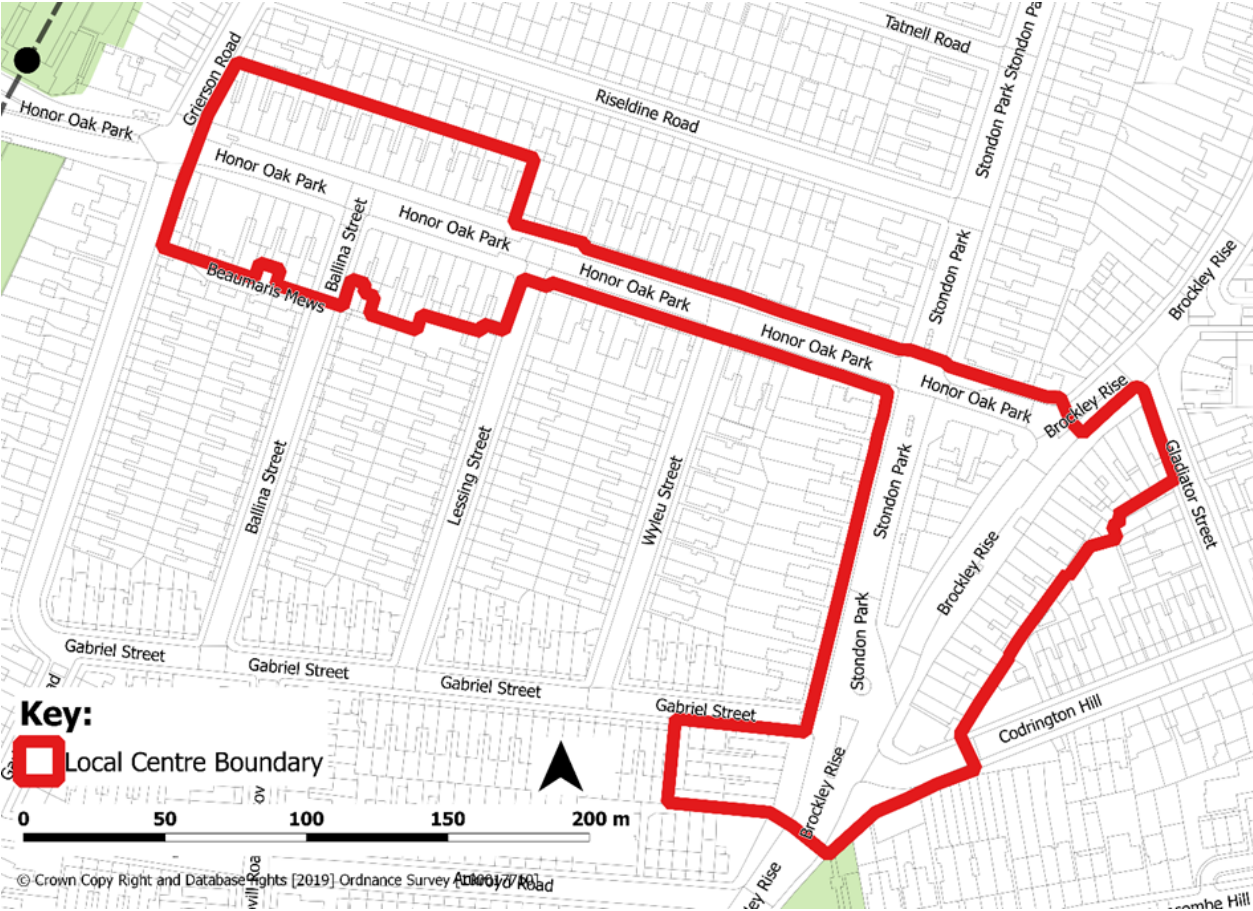 Tatnell Road
Stondon Park
Stondon
Grierson Road
Riseldine Road
Honor Oak Park
Honor Oak Park
Ballina Street
Honor Oak Park
Stondon Park
Brockley Rise
Beaumaris Mews
Honor Oak Park
Honor Oak Park
Honor Oak Park
Brockley Rise
Gladiator Street
Ballina Street
Lessing Street
Wyleu Street
Stondon Park
Brockley Rise
Stondon Park
Gabriel Street
Gabriel Street
Gabriel Street
Gabriel Street
Codrington Hill
Brockley Rise
Key:
Local Centre Boundary
0 50 100 150 200 m
© Crown Copy Right and Database rights [2019] Ordnance Survey
Road
Rise
combe Hill